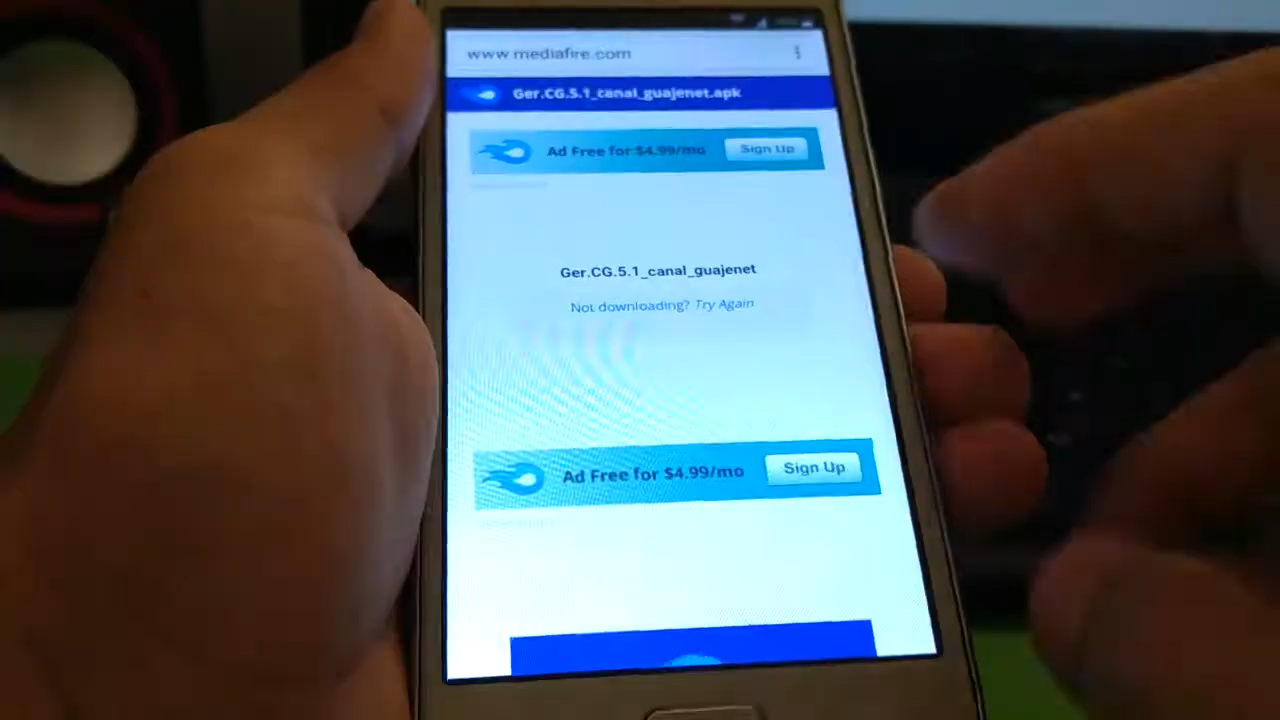 www.mediafire.com
Ger.CG.5.1_canal_guajenet.apk
Ad Free for $4.99/mo Sign Up
Ger.CG.5.1_canal_guajenet
Not downloading? Try Again
Ad Free for $4.99/mo Sign Up